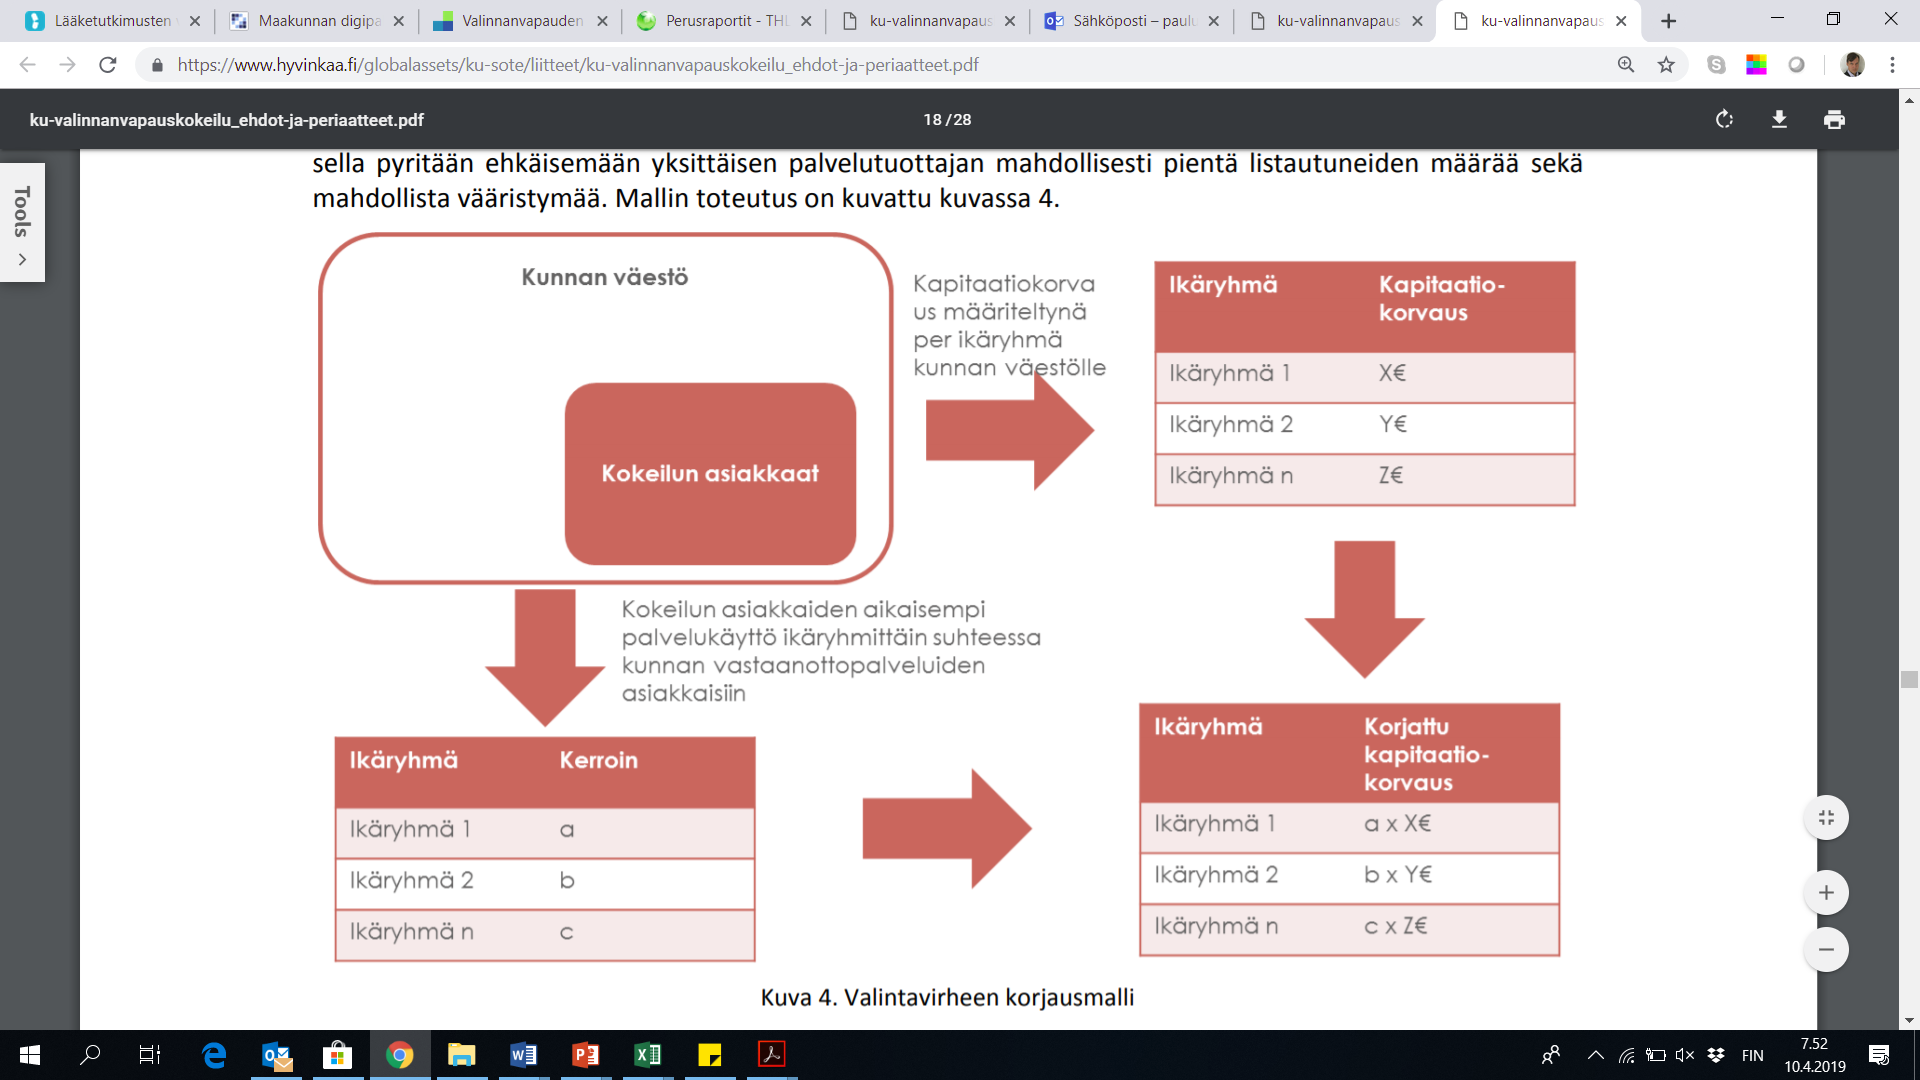 Lääketutkimusten
Maakunnan digipa
Valinnanvapauden
Perusraportit - THL
ku-valinnanvapaus
Sähköposti – paulu
ku-valinnanvapaus
ku-valinnanvapaus
https://www.hyvinkaa.fi/globalassets/ku-sote/liitteet/ku-valinnanvapauskokeilu_ehdot-ja-periaatteet.pdf
ku-valinnanvapauskokeilu_ehdot-ja-periaatteet.pdf
18 / 28
Tools
sella pyritään ehkäisemään yksittäisen palvelutuottajan mahdollisesti pientä listautuneiden määrää sekä
mahdollista vääristymää. Mallin toteutus on kuvattu kuvassa 4.
Kunnan väestö
Kokeilun asiakkaat
Kapitaatiokorva
us määriteltynä
per ikäryhmä
kunnan väestölle
Ikäryhmä Kapitaatio-
korvaus
Ikäryhmä 1 X€
Ikäryhmä 2 Y€
Ikäryhmä n Z€
Kokeilun asiakkaiden aikaisempi
palvelukäyttö ikäryhmittäin suhteessa
kunnan vastaanottopalveluiden
asiakkaisiin
Ikäryhmä Kerroin
Ikäryhmä 1 a
Ikäryhmä 2 b
Ikäryhmä n c
Ikäryhmä Korjattu
kapitaatio-
korvaus
Ikäryhmä 1 a x X€
Ikäryhmä 2 b x Y€
Ikäryhmä n c x Z€
Kuva 4. Valintavirheen korjausmalli
FIN
7.52
10.4.2019